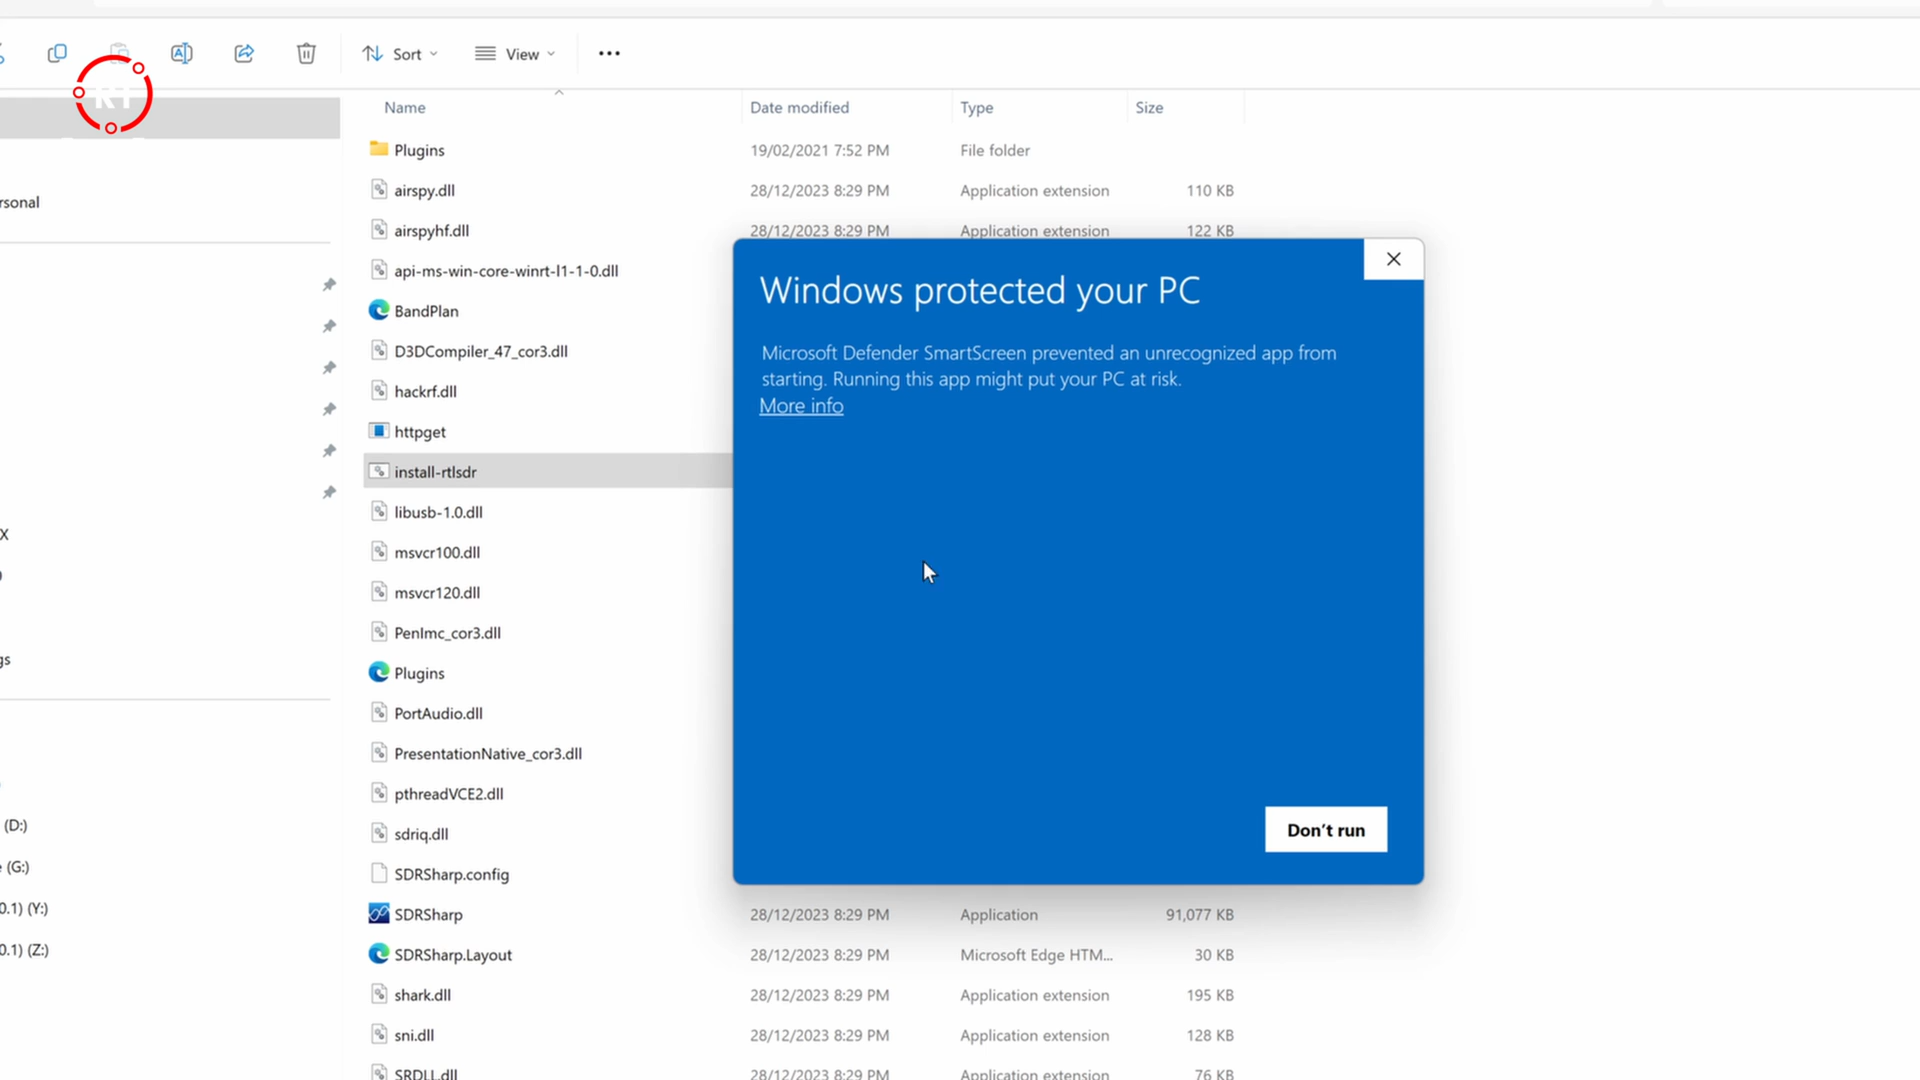 Sort
View
RT
Name
Date modified
Type
Size
Plugins
19/02/2021 7:52 PM
File folder
rsonal
airspy.dll
28/12/2023 8:29 PM
Application extension
110 KB
airspyhf.dll
28/12/2023 8:29 PM
Application extension
122 KB
api-ms-win-core-winrt-l1-1-0.dll
BandPlan
D3DCompiler_47_cor3.dll
hackrf.dll
httpget
install-rtlsdr
libusb-1.0.dll
X
msvcr100.dll
msvcr120.dll
PenImc_cor3.dll
gs
Plugins
PortAudio.dll
PresentationNative_cor3.dll
pthreadVCE2.dll
(D:)
sdriq.dll
e (G:)
SDRSharp.config
0.1) (Y:)
SDRSharp
28/12/2023 8:29 PM
Application
91,077 KB
0.1) (Z:)
SDRSharp.Layout
28/12/2023 8:29 PM
Microsoft Edge HTM...
30 KB
shark.dll
28/12/2023 8:29 PM
Application extension
195 KB
sni.dll
28/12/2023 8:29 PM
Application extension
128 KB
SRDLL.dll
28/12/2023 8:29 PM
Application extension
76 KB
Windows protected your PC
Microsoft Defender SmartScreen prevented an unrecognized app from
starting. Running this app might put your PC at risk.
More info
Don't run